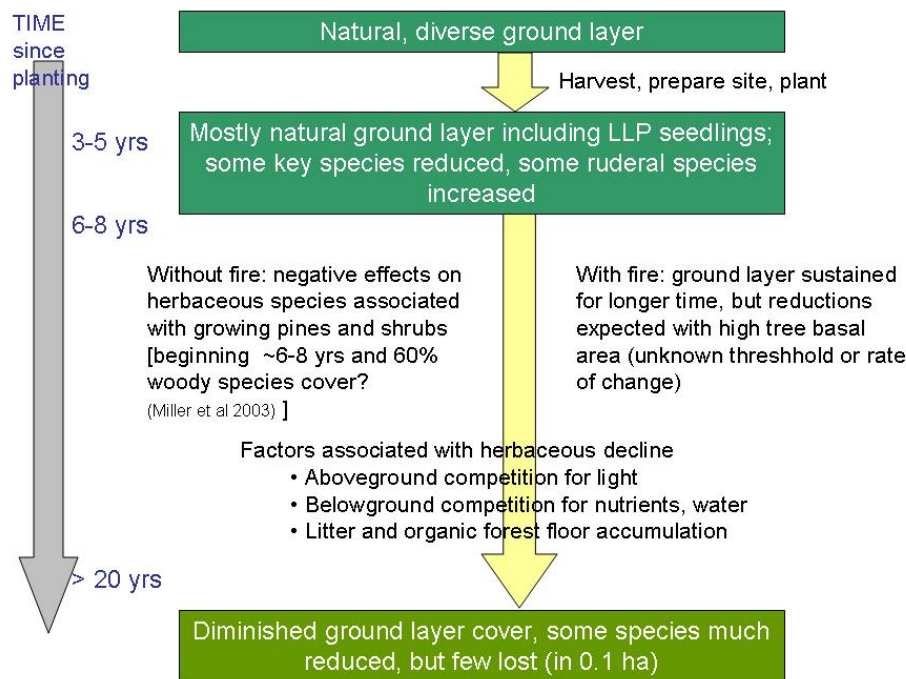 TIME
since
planting
Natural, diverse ground layer
Harvest, prepare site, plant
3-5 yrs
Mostly natural ground layer including LLP seedlings;
some key species reduced, some ruderal species
increased
6-8 yrs
Without fire: negative effects on
herbaceous species associated
with growing pines and shrubs
[beginning ~6-8 yrs and 60%
woody species cover?
(Miller et al 2003) ]
With fire: ground layer sustained
for longer time, but reductions
expected with high tree basal
area (unknown threshhold or rate
of change)
Factors associated with herbaceous decline
• Aboveground competition for light
• Belowground competition for nutrients, water
• Litter and organic forest floor accumulation
> 20 yrs
Diminished ground layer cover, some species much
reduced, but few lost (in 0.1 ha)